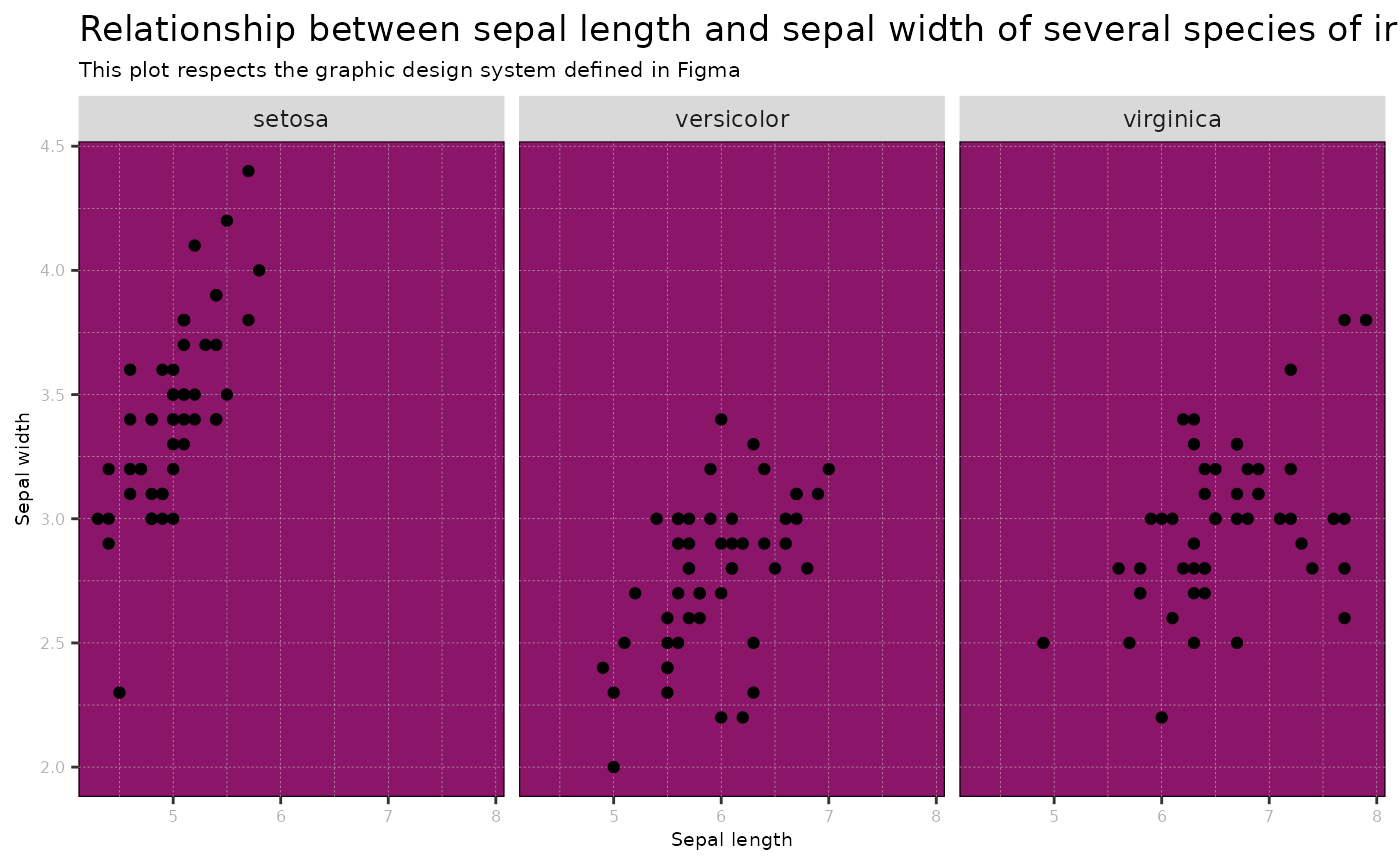 Relationship between sepal length and sepal width of several species of ir
This plot respects the graphic design system defined in Figma
setosa versicolor virginica
4.5
4.0
3.5
3.0
2.5
2.0
Sepal width
5 6 7 8 5 6 7 8 5 6 7 8
Sepal length